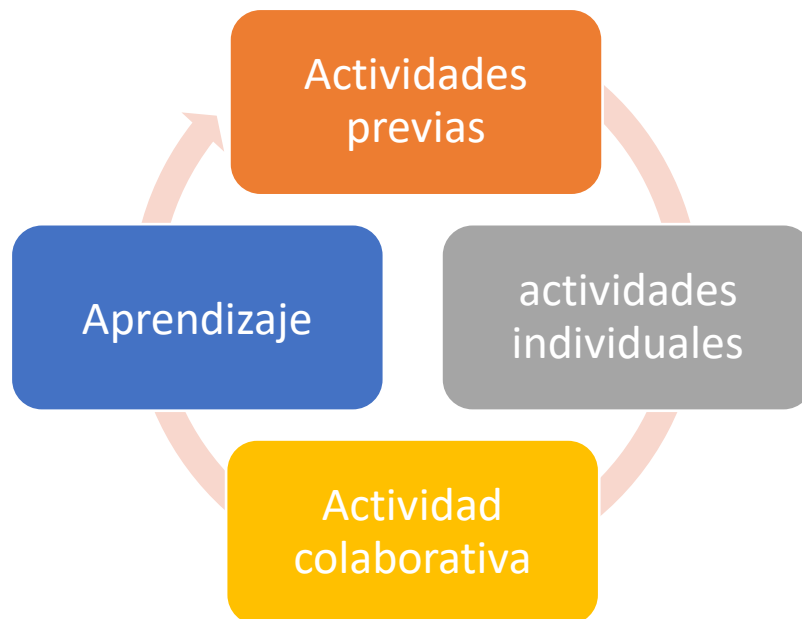 Actividades
previas
actividades
individuales
Actividad
colaborativa
Aprendizaje